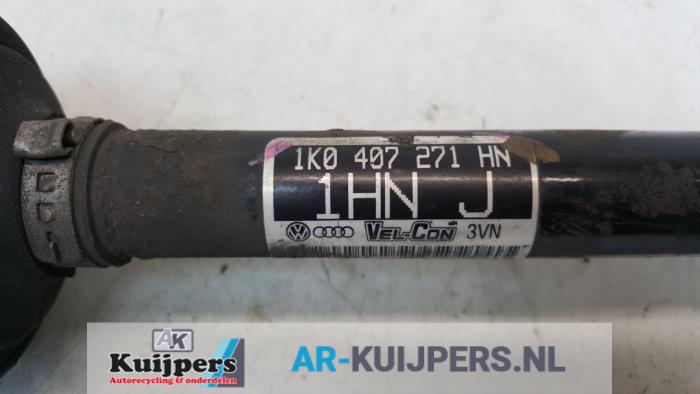 1K0 407 271 HN
1HN J
VEL-CON 3VN
AK
Kuijpers
Autorecycling & onderdelen
AR-KUIJPERS.NL